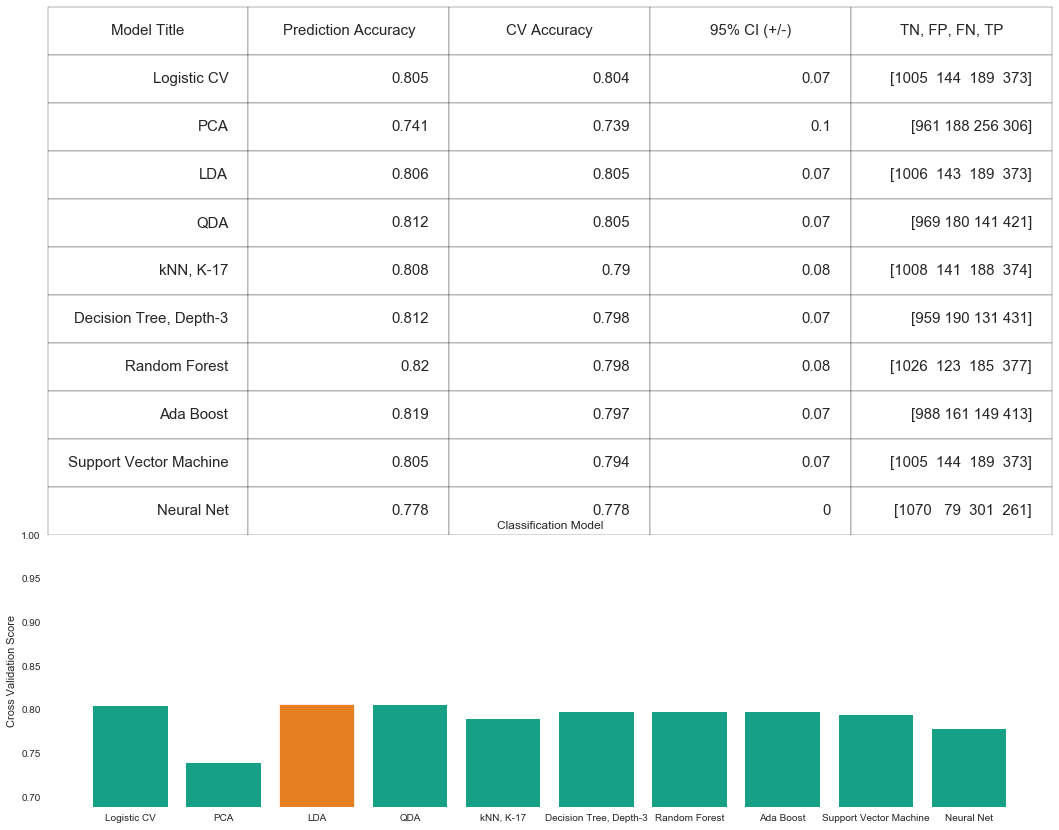 Model Title Prediction Accuracy CV Accuracy 95% CI (+/-) TN, FP, FN, TP
Logistic CV 0.805 0.804 0.07 [1005 144 189 373]
PCA 0.741 0.739 0.1 [961 188 256 306]
LDA 0.806 0.805 0.07 [1006 143 189 373]
QDA 0.812 0.805 0.07 [969 180 141 421]
kNN, K-17 0.808 0.79 0.08 [1008 141 188 374]
Decision Tree, Depth-3 0.812 0.798 0.07 [959 190 131 431]
Random Forest 0.82 0.798 0.08 [1026 123 185 377]
Ada Boost 0.819 0.797 0.07 [988 161 149 413]
Support Vector Machine 0.805 0.794 0.07 [1005 144 189 373]
Neural Net 0.778 0.778 0 [1070 79 301 261]
Classification Model
1.00
0.95
0.90
0.85
0.80
0.75
0.70
Cross Validation Score
Logistic CV PCA LDA QDA kNN, K-17 Decision Tree, Depth-3 Random Forest Ada Boost Support Vector Machine Neural Net